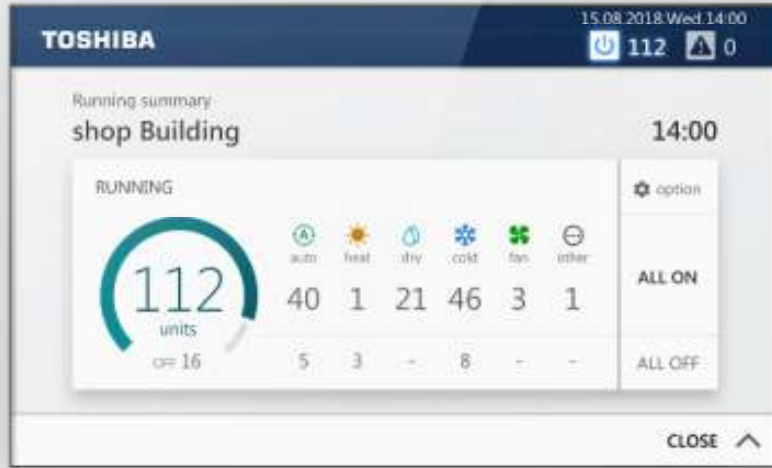 15.08.2018.Wed.14:00
TOSHIBA
112 0
Running summary
shop Building
14:00
RUNNING
option
auto heat dry cold fan other
112
40 1 21 46 3 1
ALL ON
units
OFF 16
5 3 - 8 - -
ALL OFF
CLOSE